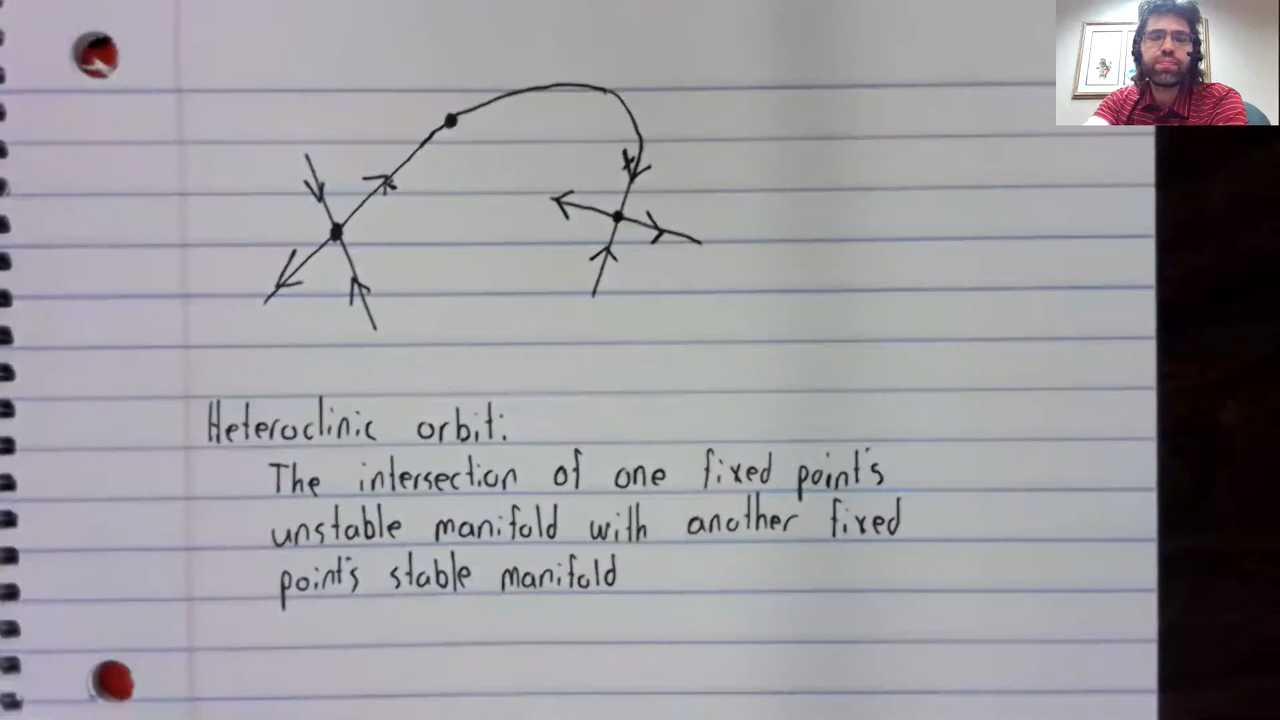 Heteroclinic orbit:
The intersection of one fixed point's
unstable manifold with another fixed
point's stable manifold